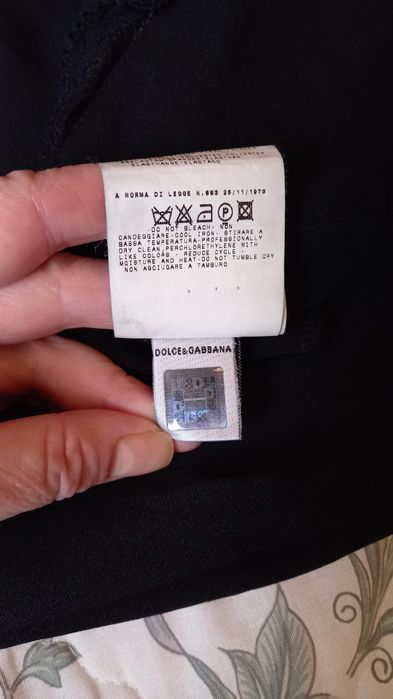 A NORMA DI LEGGE N.883 26/11/1973
P
-DO NOT BLEACH- NON
CANDEGGIARE-COOL IRON- STIRARE A
BASSA TEMPERATURA-PROFESSIONALLY
DRY CLEAN,PERCHLORETHYLENE WITH
LIKE COLORS - REDUCE CYCLE -
MOISTURE AND HEAT-DO NOT TUMBLE DRY
NON ASCIUGARE A TAMBURO
DOLCE&GABBANA